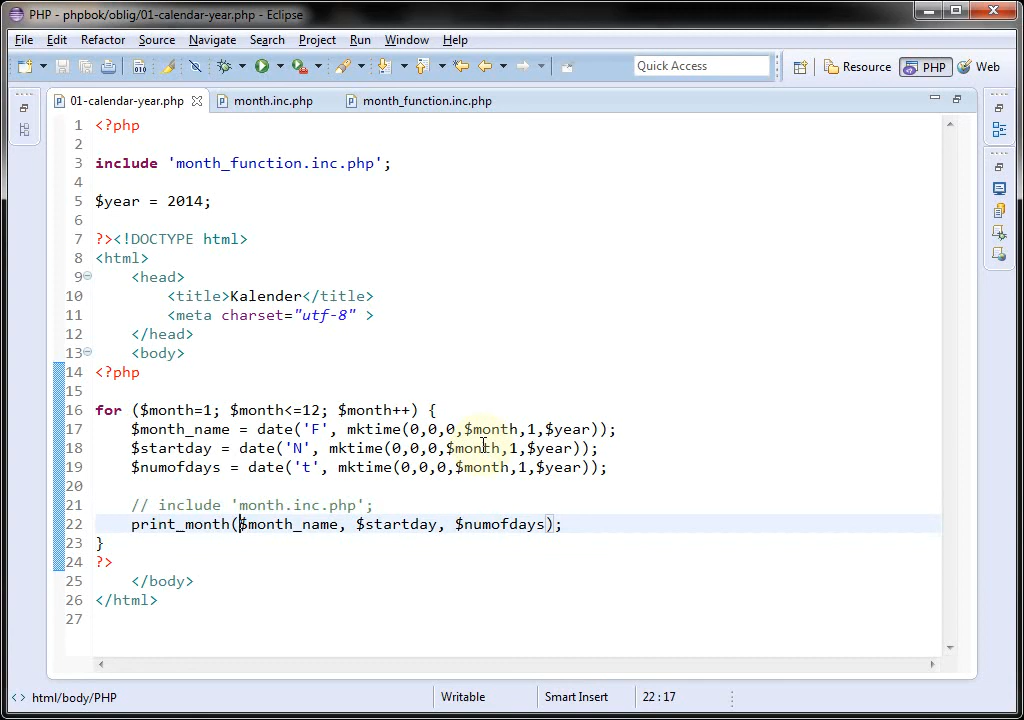 PHP - phpbok/oblig/01-calendar-year.php - Eclipse
File Edit Refactor Source Navigate Search Project Run Window Help
Quick Access Resource PHP Web
01-calendar-year.php month.inc.php month_function.inc.php
1 <?php
2
3 include 'month_function.inc.php';
4
5 $year = 2014;
6
7 ?><!DOCTYPE html>
8 <html>
9 <head>
10 <title>Kalender</title>
11 <meta charset="utf-8" >
12 </head>
13 <body>
14 <?php
15
16 for ($month=1; $month<=12; $month++) {
17 $month_name = date('F', mktime(0,0,0,$month,1,$year));
18 $startday = date('N', mktime(0,0,0,$month,1,$year));
19 $numofdays = date('t', mktime(0,0,0,$month,1,$year));
20
21 // include 'month.inc.php';
22 print_month($month_name, $startday, $numofdays);
23 }
24 ?>
25 </body>
26 </html>
27
html/body/PHP Writable Smart Insert 22:17